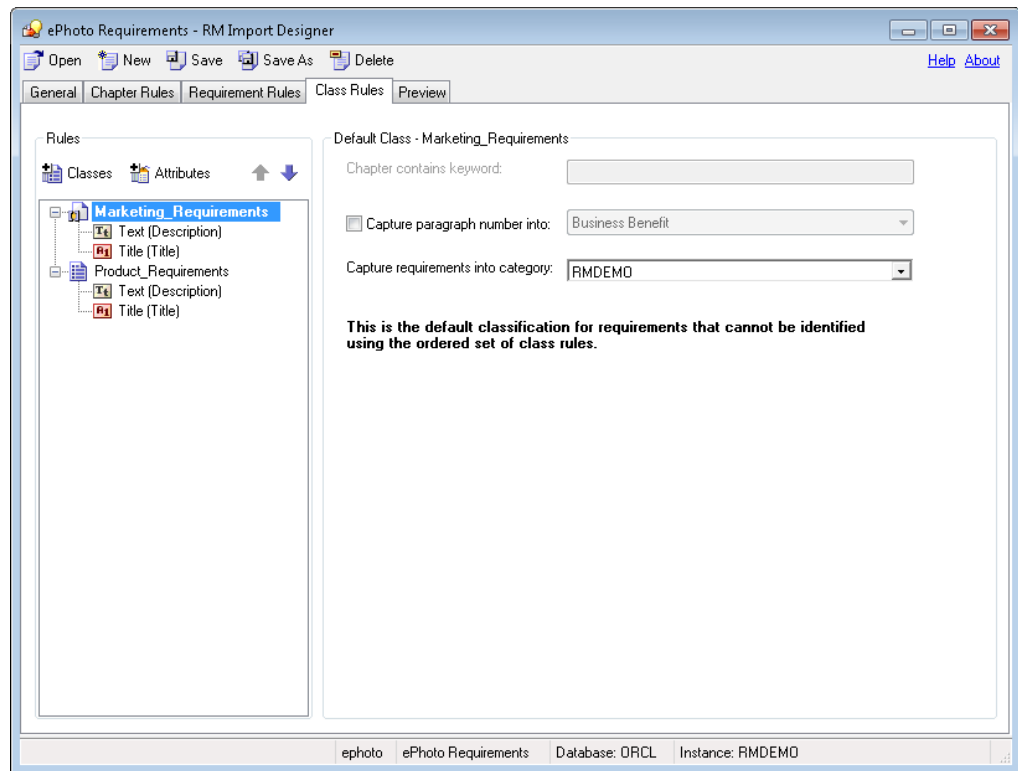 ePhoto Requirements - RM Import Designer
Open New Save Save As Delete Help About
General Chapter Rules Requirement Rules Class Rules Preview
Rules
Classes Attributes
Marketing_Requirements
Text (Description)
Title (Title)
Product_Requirements
Text (Description)
Title (Title)
Default Class - Marketing_Requirements
Chapter contains keyword:
Capture paragraph number into: Business Benefit
Capture requirements into category: RMDEMO
This is the default classification for requirements that cannot be identified
using the ordered set of class rules.
ephoto ePhoto Requirements Database: ORCL Instance: RMDEMO